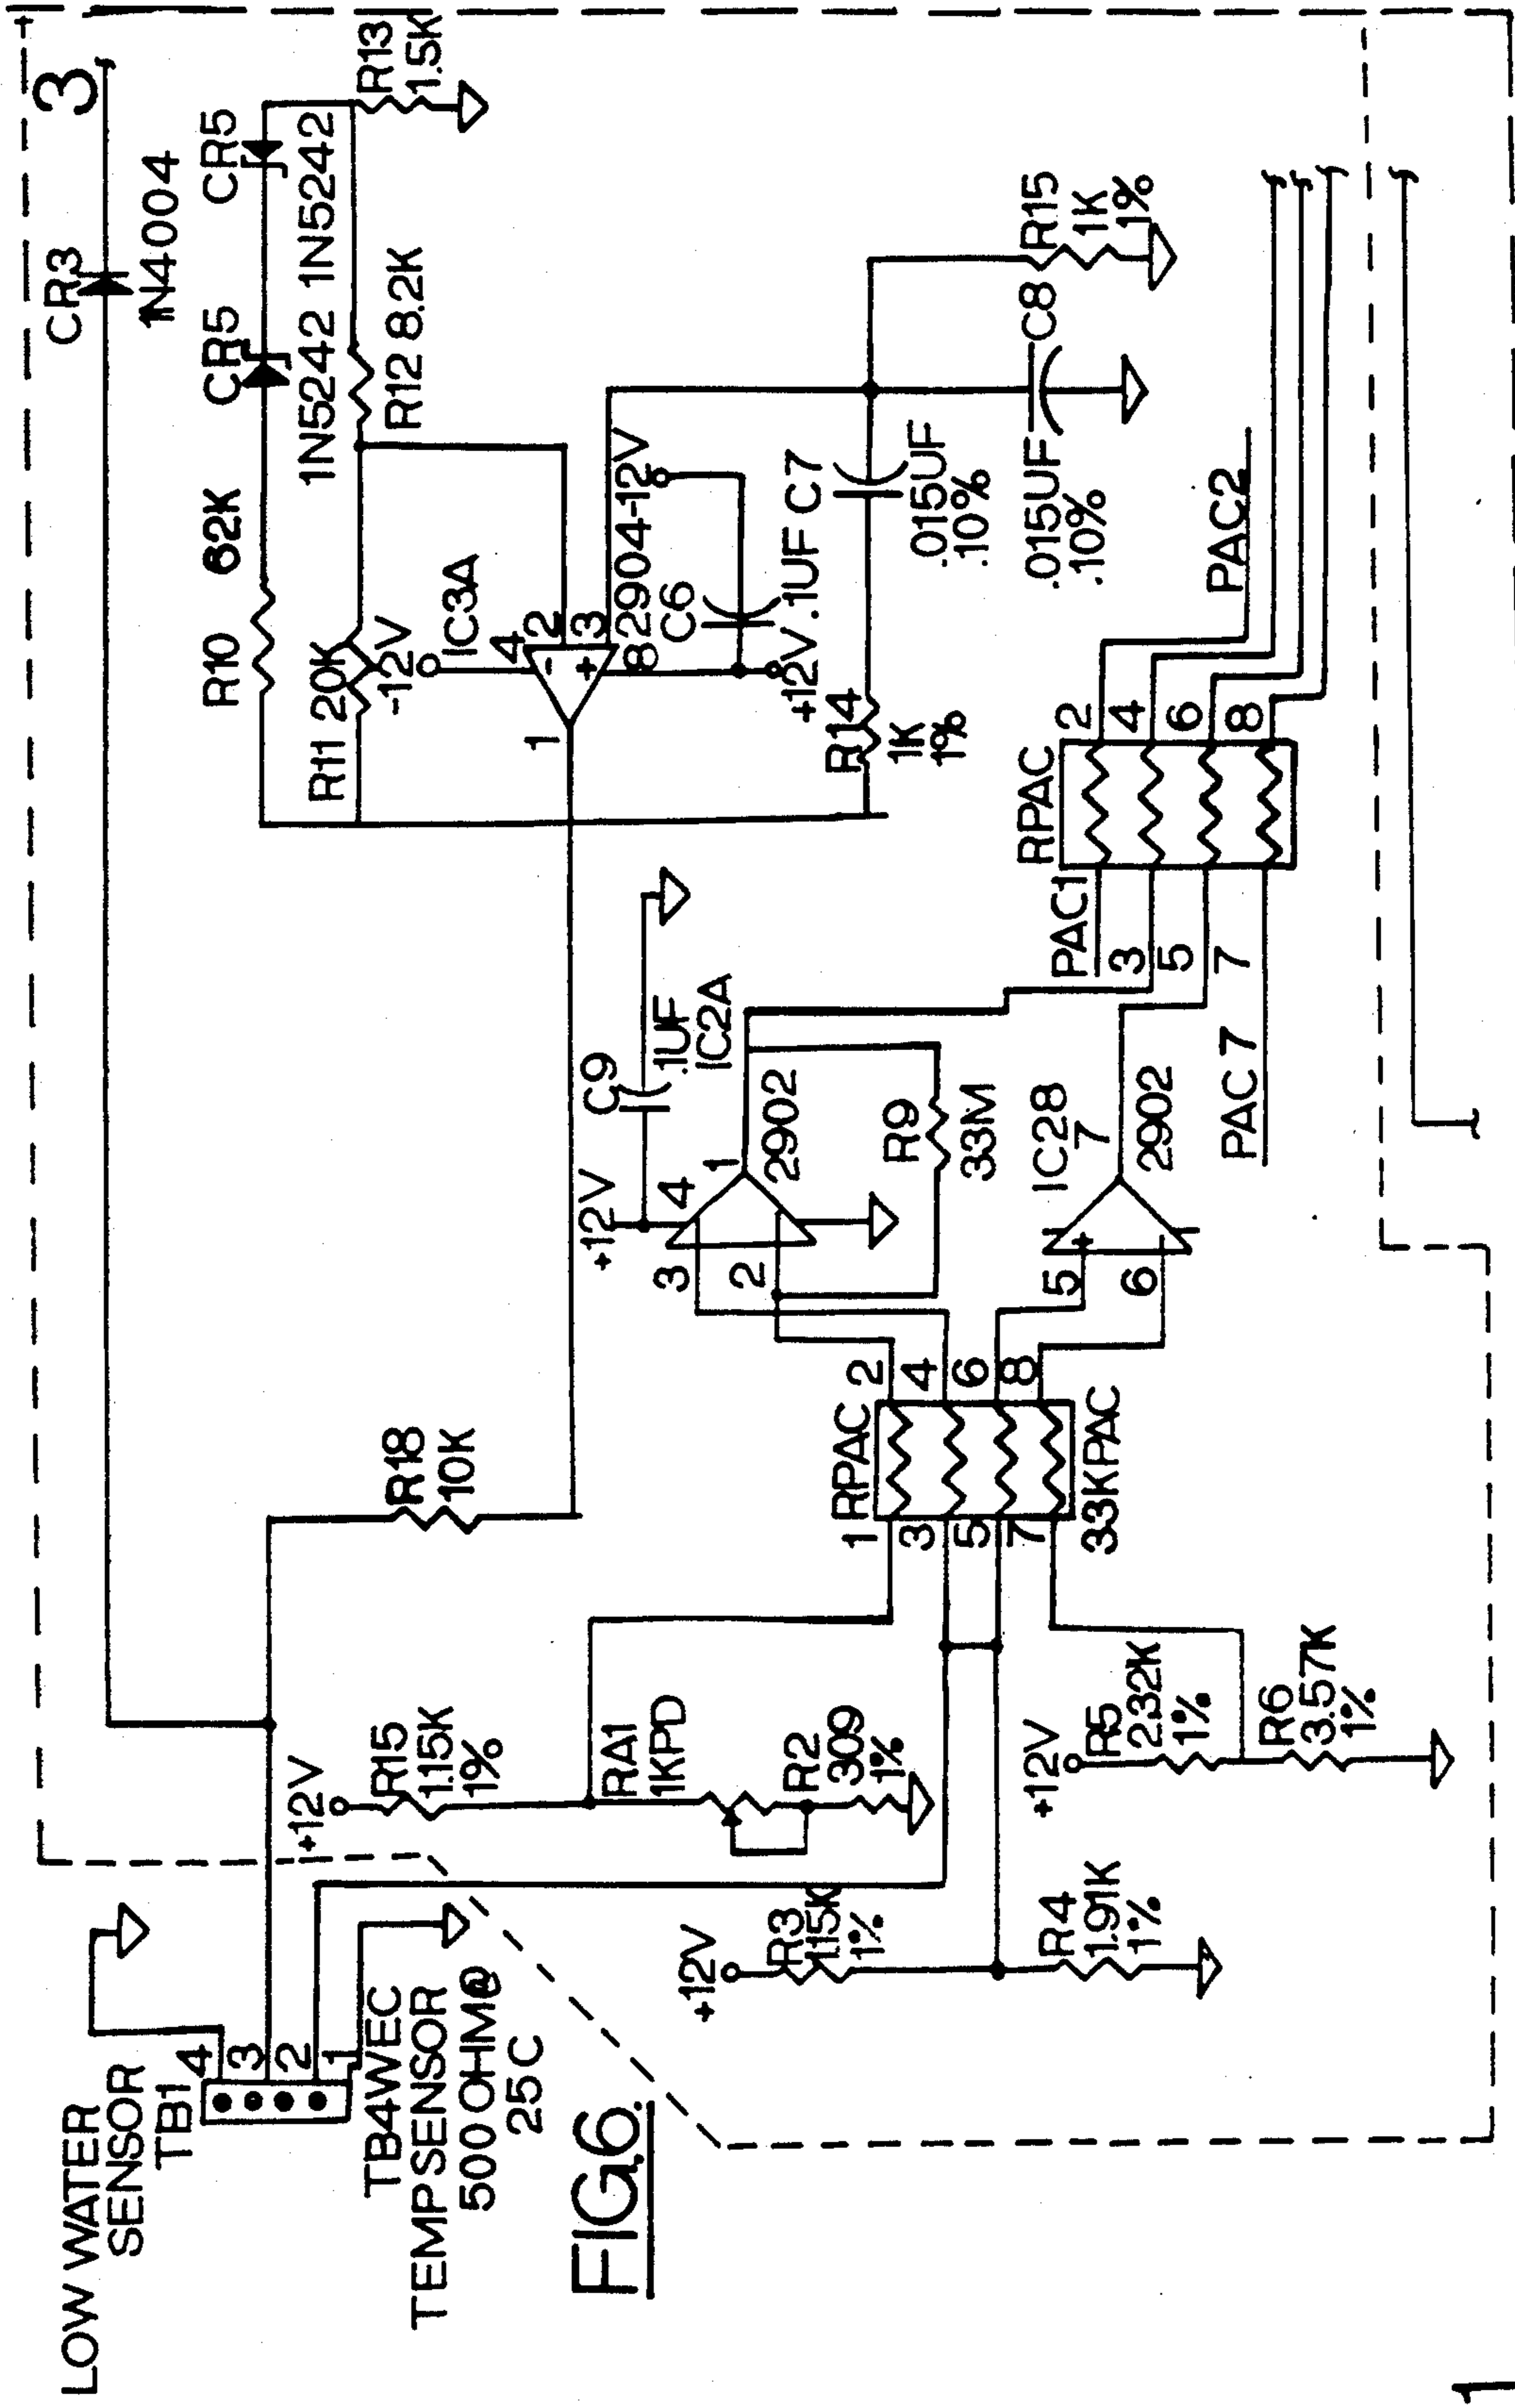 LOW WATER
SENSOR
TB1
4
3
2
1
TB4WEC
TEMP SENSOR
500 OHM@
25 C
FIG.6.
CR3
1N4004
3
R18
10K
+12V
R15
1.15K
1%
RA1
1KPD
R2
309
1%
+12V
R3
1.15K
1%
R4
1.91K
1%
+12V
R5
2.32K
1%
R6
3.57K
1%
RPAC
1
3
5
7
2
4
6
8
33KPAC
+12V
C9
.1UF
IC2A
3
2
4
1
2902
R9
33M
5
6
IC28
7
2902
R10 62K
CR5
1N5242
CR5
1N5242
R13
1.5K
R11 20K
R12 8.2K
-12V
IC3A
4
2
3
8
1
2904
-12V
C6
.1UF
+12V
R14
1K
1%
C7
.015UF
.10%
C8
.015UF
.10%
R15
1K
1%
RPAC
PAC1
3
5
7
PAC 7
2
4
6
8
PAC2
1